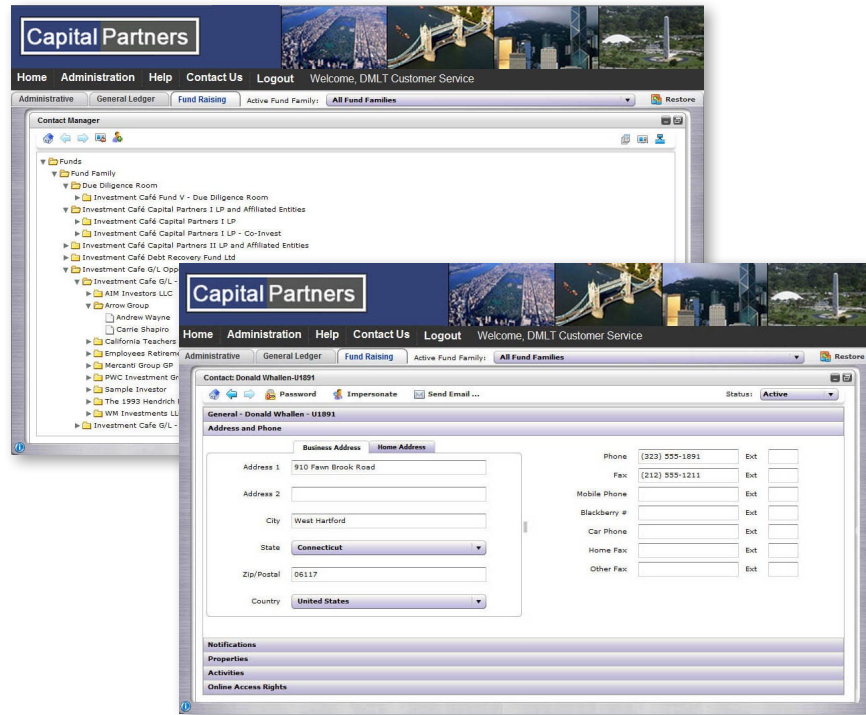 Capital Partners
Home Administration Help Contact Us Logout Welcome, DMLT Customer Service
Administrative General Ledger Fund Raising Active Fund Family: All Fund Families Restore
Contact Manager
Funds
Fund Family
Due Diligence Room
Investment Café Fund V - Due Diligence Room
Investment Café Capital Partners I LP and Affiliated Entities
Investment Café Capital Partners I LP
Investment Café Capital Partners I LP - Co-Invest
Investment Café Capital Partners II LP and Affiliated Entities
Investment Café Debt Recovery Fund Ltd
Investment Cafe G/L Opp
Investment Cafe G/L -
AIM Investors LLC
Arrow Group
Andrew Wayne
Carrie Shapiro
California Teachers
Employees Retireme
Mercanti Group GP
PWC Investment Gr
Sample Investor
The 1993 Hendrich
WM Investments LL
Investment Cafe G/L -
Capital Partners
Home Administration Help Contact Us Logout Welcome, DMLT Customer Service
Administrative General Ledger Fund Raising Active Fund Family: All Fund Families Restore
Contact: Donald Whallen-U1891
Password Impersonate Send Email ... Status: Active
General - Donald Whallen - U1891
Address and Phone
Business Address Home Address
Address 1 910 Fawn Brook Road
Address 2
City West Hartford
State Connecticut
Zip/Postal 06117
Country United States
Phone (323) 555-1891 Ext
Fax (212) 555-1211 Ext
Mobile Phone Ext
Blackberry # Ext
Car Phone Ext
Home Fax Ext
Other Fax Ext
Notifications
Properties
Activities
Online Access Rights